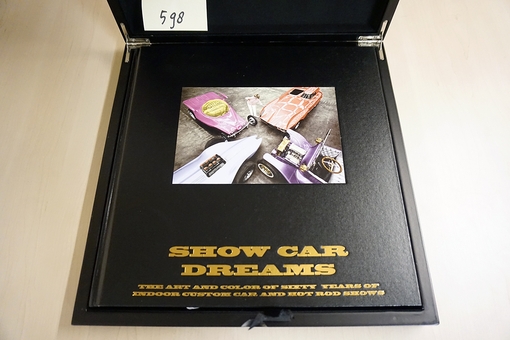 598
SHOW CAR
DREAMS
THE ART AND COLOR OF SIXTY YEARS OF
INDOOR CUSTOM CAR AND HOT ROD SHOWS